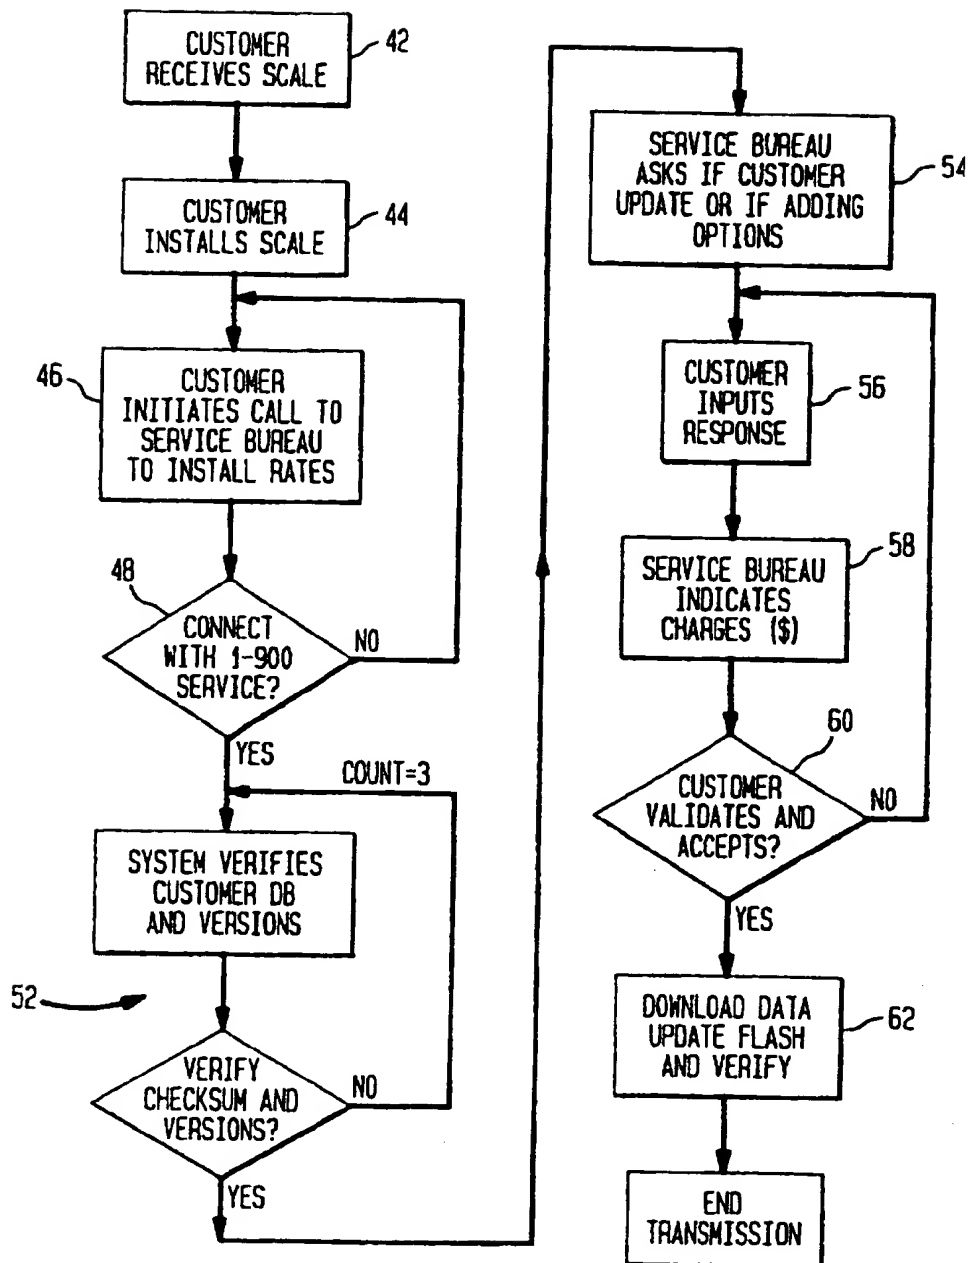 CUSTOMER
RECEIVES SCALE
42
CUSTOMER
INSTALLS SCALE
44
46
CUSTOMER
INITIATES CALL TO
SERVICE BUREAU
TO INSTALL RATES
48
CONNECT
WITH 1-900
SERVICE?
NO
YES
COUNT=3
SYSTEM VERIFIES
CUSTOMER DB
AND VERSIONS
52
VERIFY
CHECKSUM AND
VERSIONS?
NO
YES
SERVICE BUREAU
ASKS IF CUSTOMER
UPDATE OR IF ADDING
OPTIONS
54
CUSTOMER
INPUTS
RESPONSE
56
SERVICE BUREAU
INDICATES
CHARGES ($)
58
60
CUSTOMER
VALIDATES AND
ACCEPTS?
NO
YES
DOWNLOAD DATA
UPDATE FLASH
AND VERIFY
62
END
TRANSMISSION